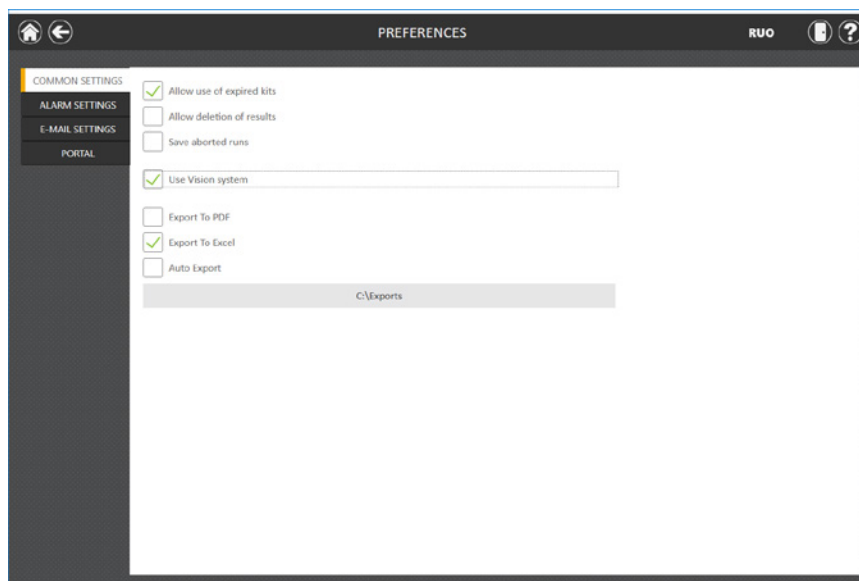 PREFERENCES
RUO
?
COMMON SETTINGS
ALARM SETTINGS
E-MAIL SETTINGS
PORTAL
Allow use of expired kits
Allow deletion of results
Save aborted runs
Use Vision system
Export To PDF
Export To Excel
Auto Export
C:\Exports